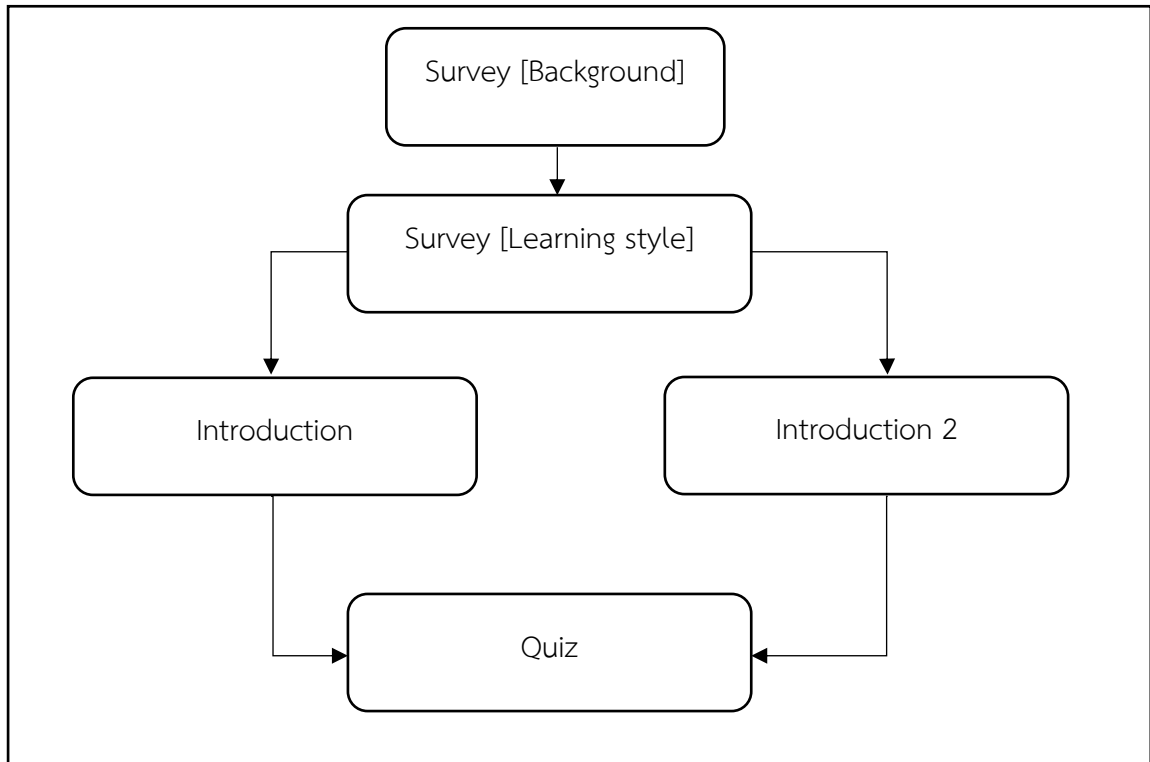 Survey [Background]
Survey [Learning style]
Introduction
Introduction 2
Quiz